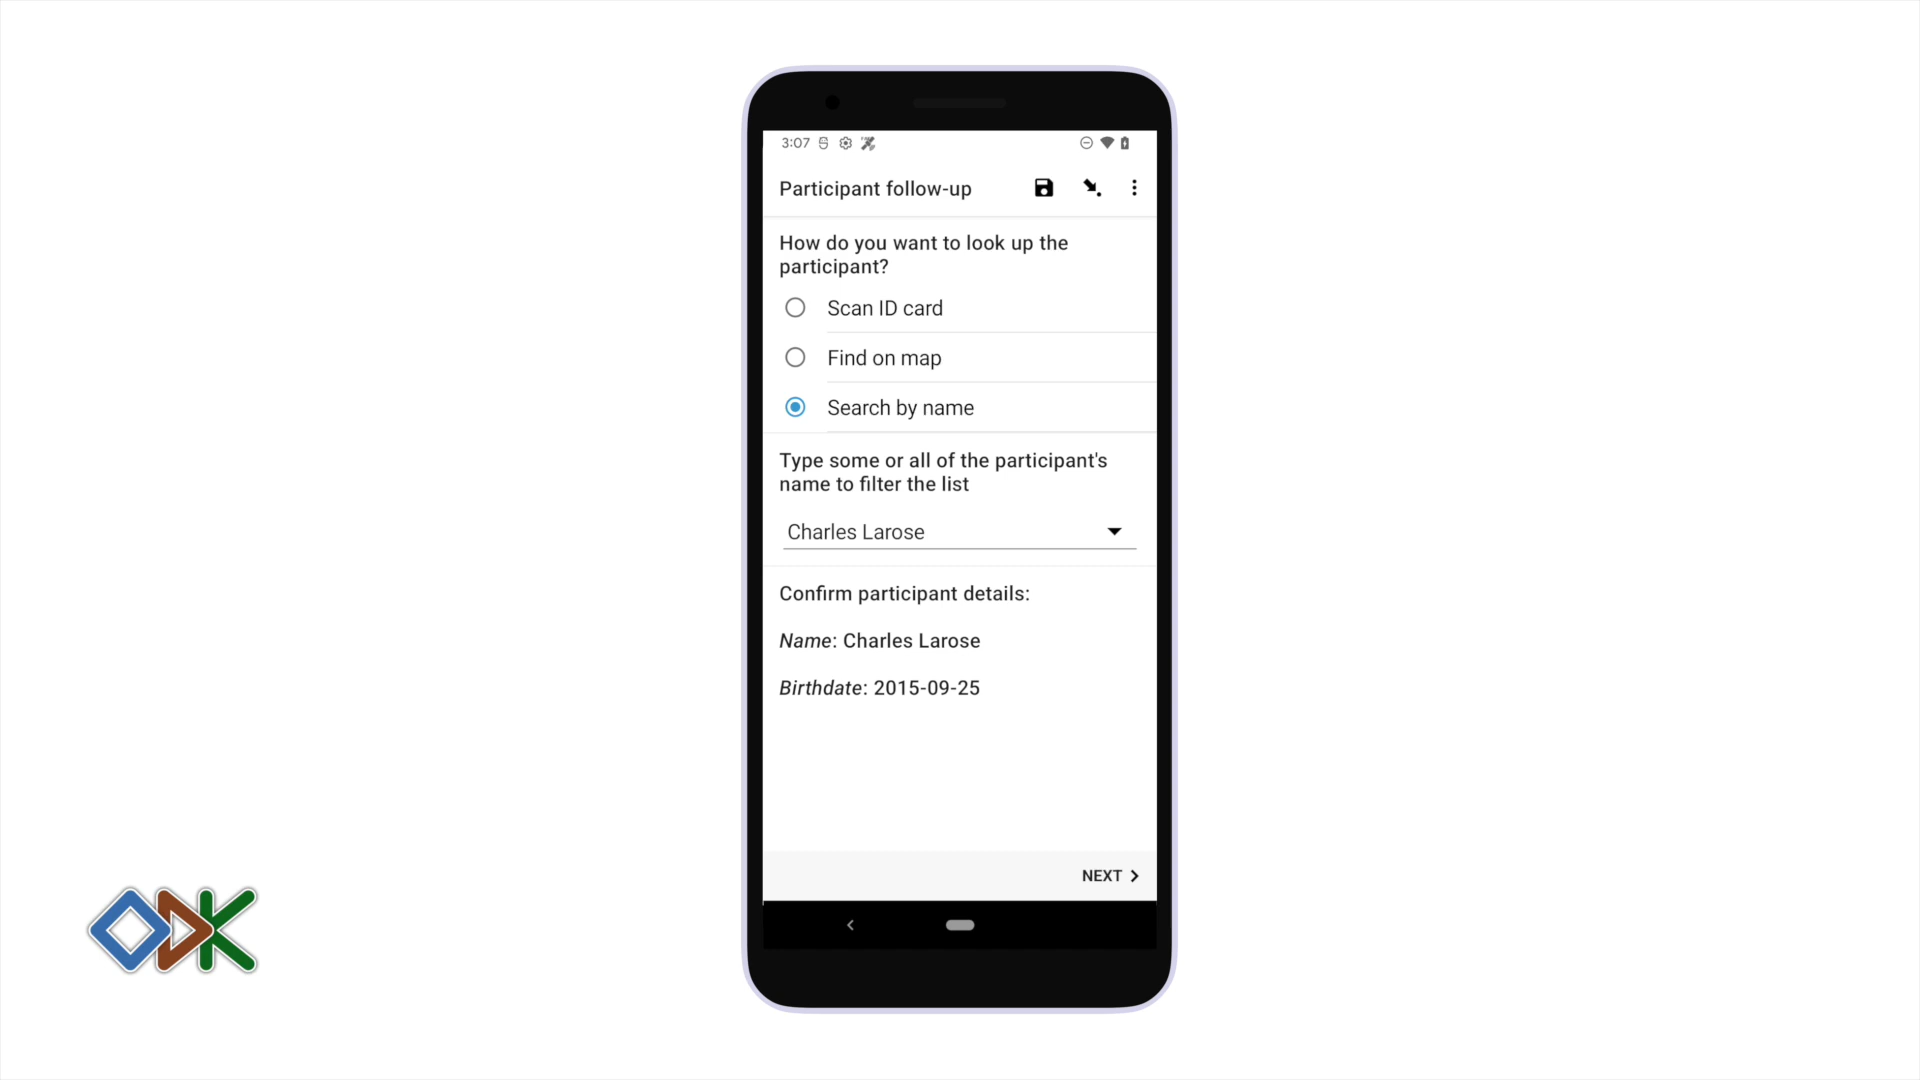 3:07
Participant follow-up
How do you want to look up the
participant?
Scan ID card
Find on map
Search by name
Type some or all of the participant's
name to filter the list
Charles Larose
Confirm participant details:
Name: Charles Larose
Birthdate: 2015-09-25
NEXT
ODK